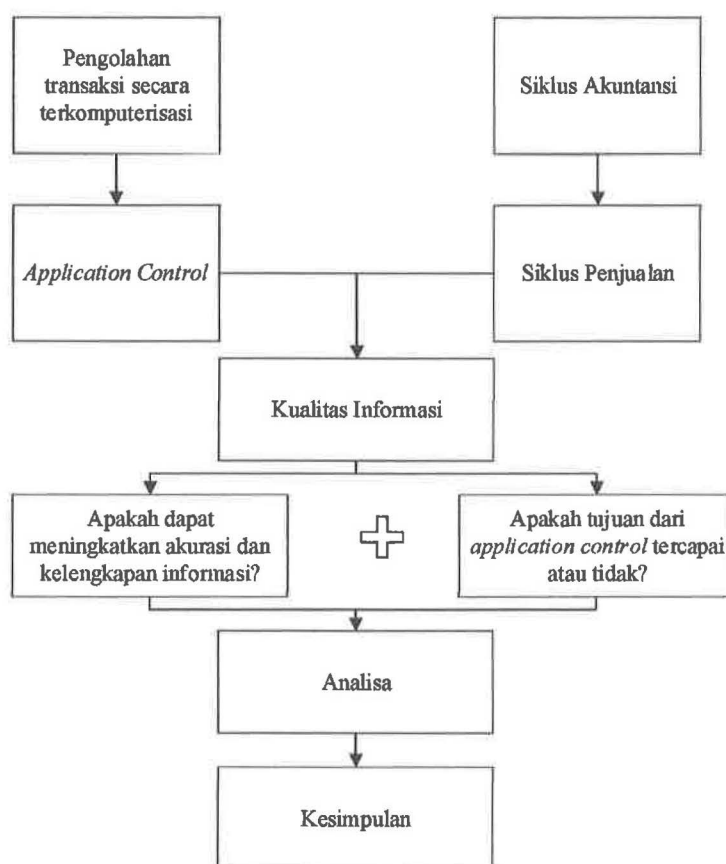 Pengolahan
transaksi secara
terkomputerisasi
Siklus Akuntansi
Application Control
Siklus Penjualan
Kualitas Informasi
Apakah dapat
meningkatkan akurasi dan
kelengkapan informasi?
Apakah tujuan dari
application control tercapai
atau tidak?
Analisa
Kesimpulan